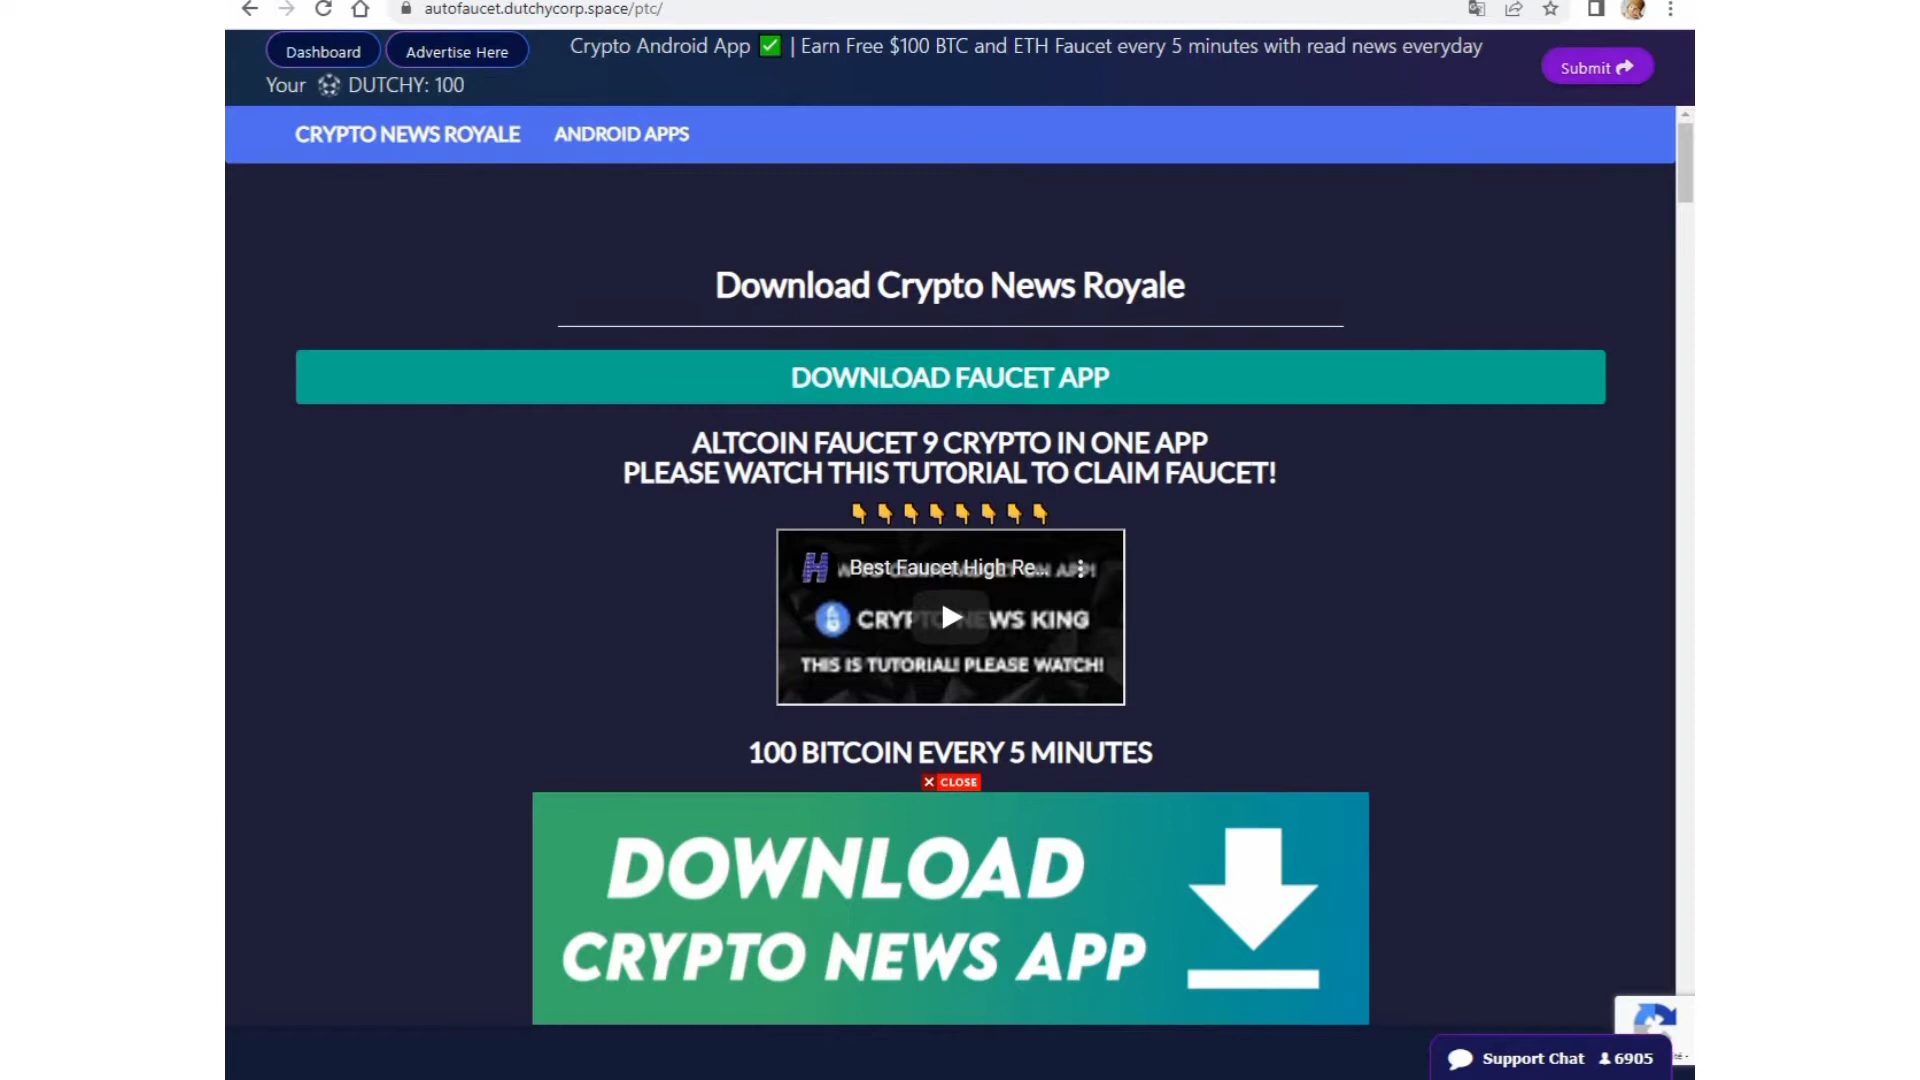 autofaucet.dutchycorp.space/ptc/
Dashboard
Advertise Here
Crypto Android App ✅ | Earn Free $100 BTC and ETH Faucet every 5 minutes with read news everyday
Submit
Your DUTCHY: 100
CRYPTO NEWS ROYALE
ANDROID APPS
Download Crypto News Royale
DOWNLOAD FAUCET APP
ALTCOIN FAUCET 9 CRYPTO IN ONE APP
PLEASE WATCH THIS TUTORIAL TO CLAIM FAUCET!
👇👇👇👇👇👇👇👇
Best Faucet High Re...
CRYPTO NEWS KING
THIS IS TUTORIAL! PLEASE WATCH!
100 BITCOIN EVERY 5 MINUTES
✕ CLOSE
DOWNLOAD
CRYPTO NEWS APP
Support Chat 6905